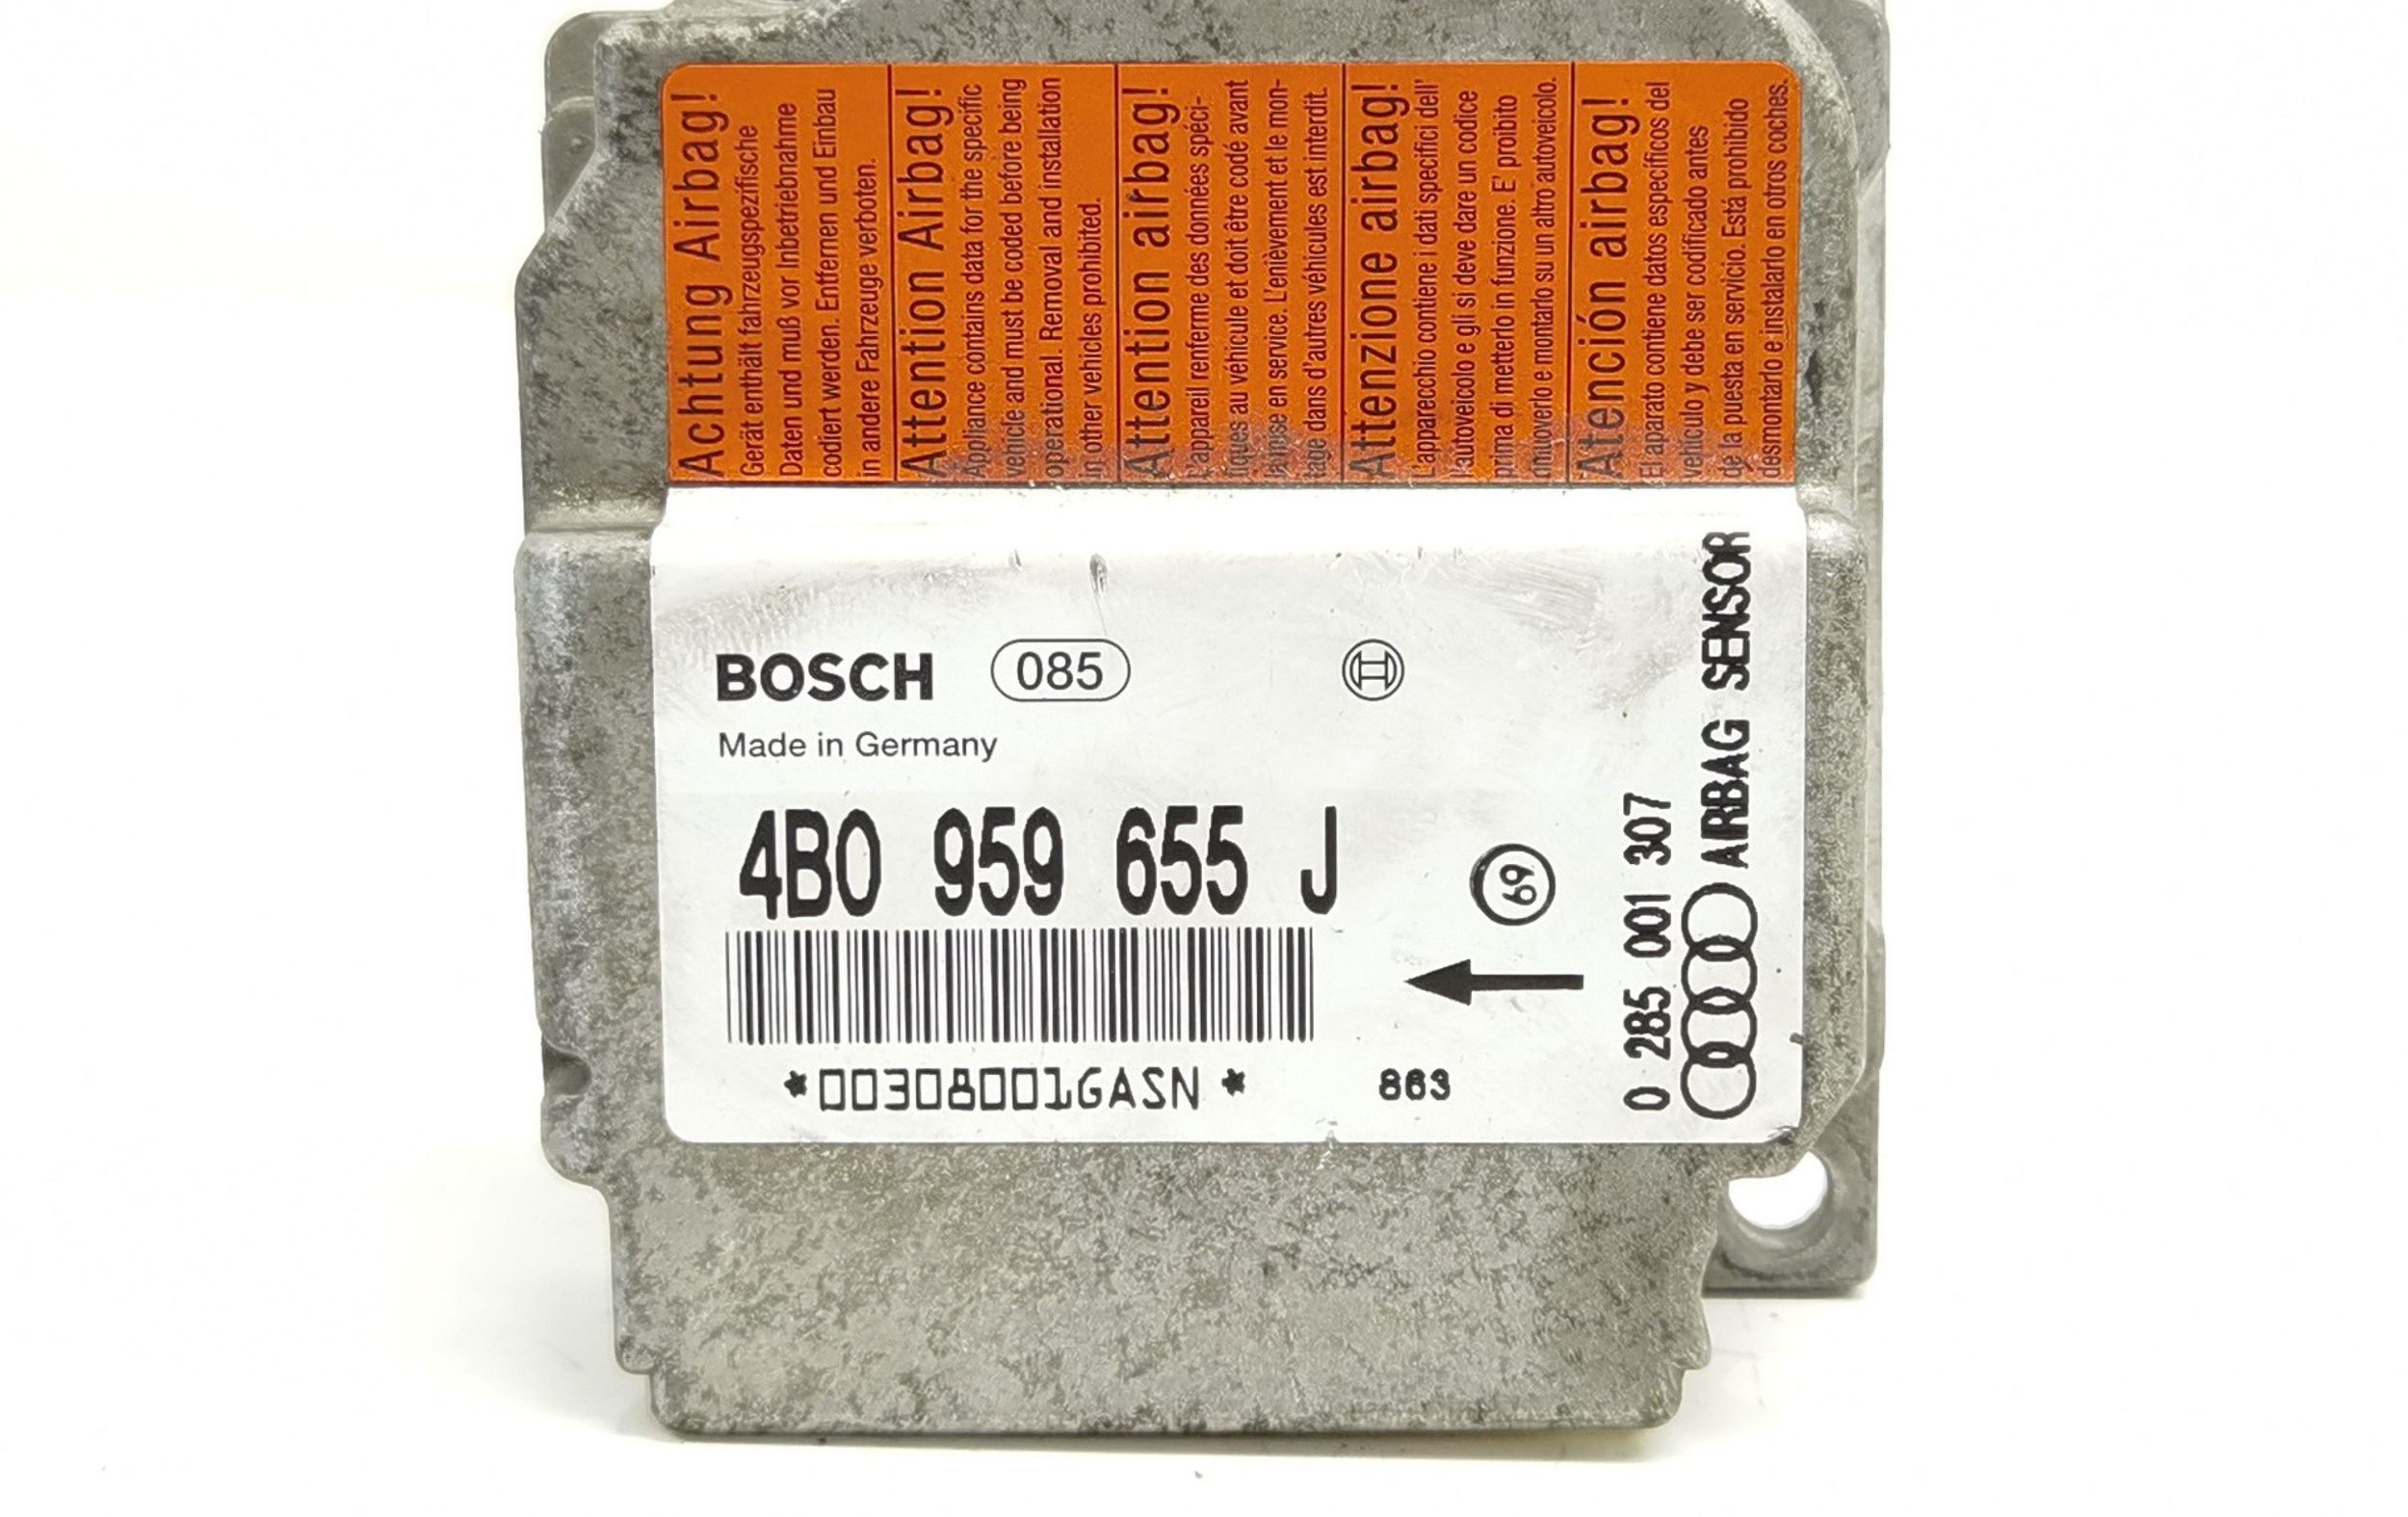 Achtung Airbag!
Gerät enthält fahrzeugspezifische
Daten und muß vor Inbetriebnahme
codiert werden. Entfernen und Einbau
in andere Fahrzeuge verboten.
Attention Airbag!
Appliance contains data for the specific
vehicle and must be coded before being
operational. Removal and installation
in other vehicles prohibited.
Attention airbag!
L'appareil renferme des données spéci-
fiques au véhicule et doit être codé avant
la mise en service. L'enièvement et le mon-
tage dans d'autres véhicules est interdit.
Attenzione airbag!
L'apparecchio contiene i dati specifici dell'
autoveicolo e gli si deve dare un codice
prima di metterlo in funzione. E' proibito
rimuoverlo e montarlo su un altro autoveicolo.
Atención airbag!
El aparato contiene datos específicos del
vehículo y debe ser codificado antes
de la puesta en servicio. Está prohibido
desmontarlo e instalarlo en otros coches.
BOSCH 085
Made in Germany
4B0 959 655 J
69
*00308001GASN*
863
0 285 001 307
AIRBAG SENSOR